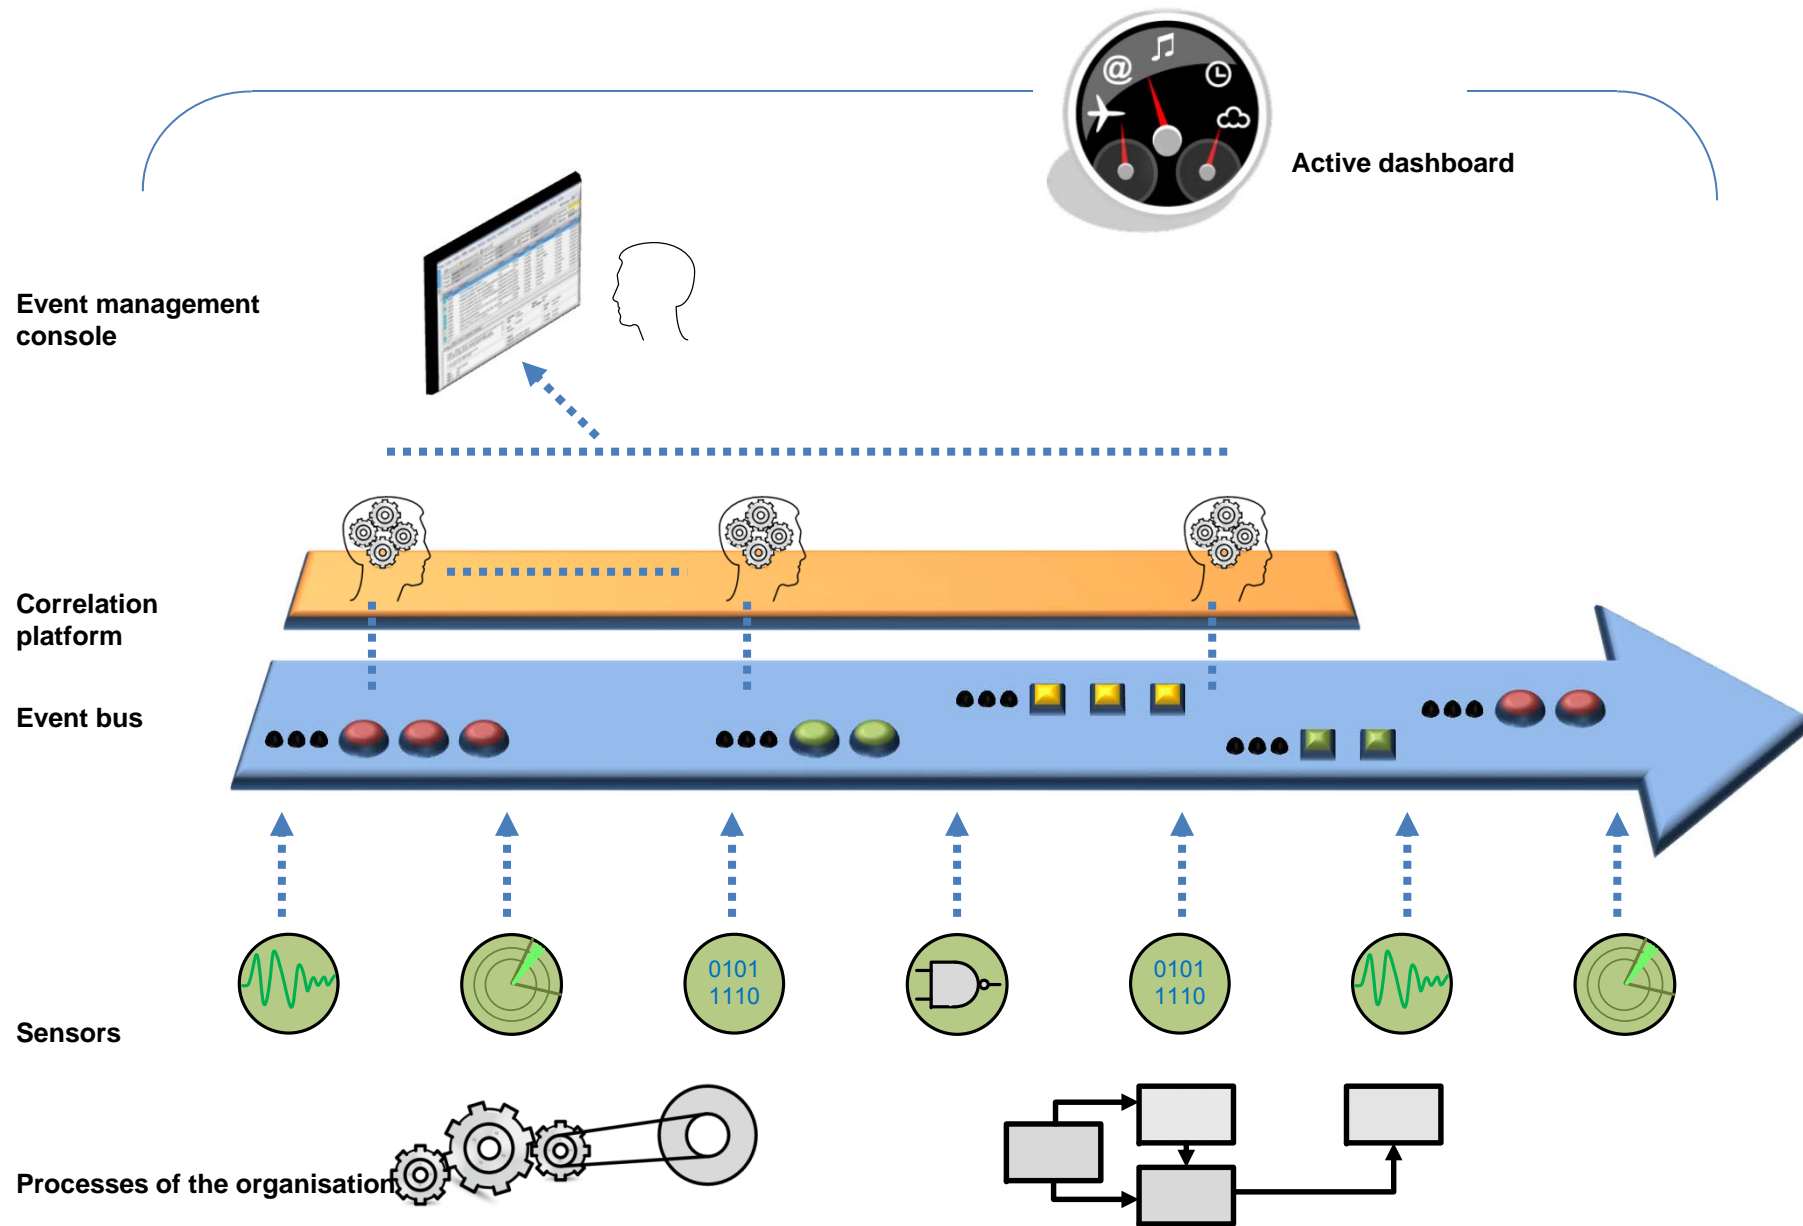 @
Active dashboard
Event management
console
Correlation
platform
Event bus
0101
1110
0101
1110
Sensors
Processes of the organisation